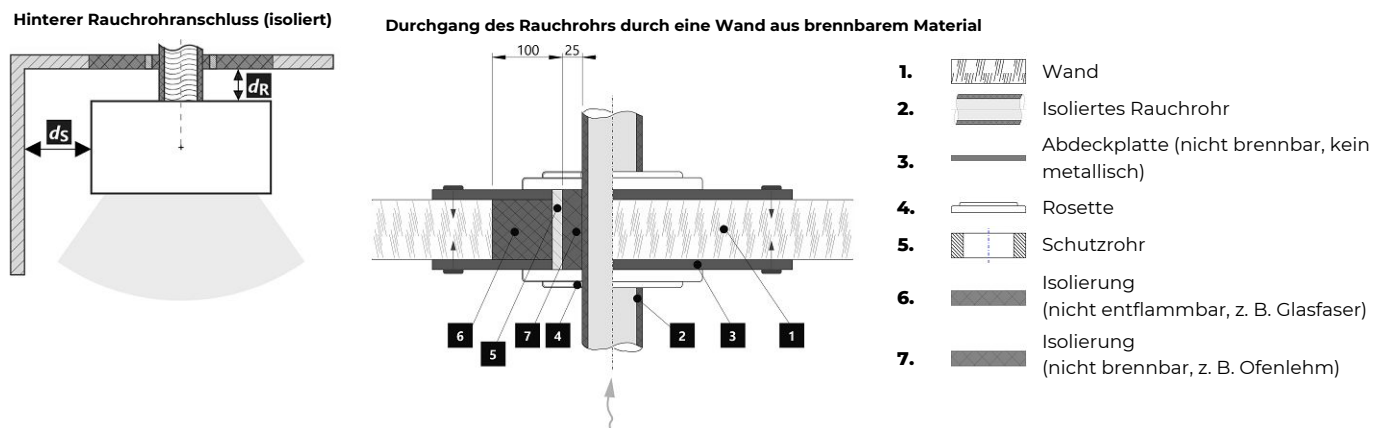 Hinterer Rauchrohranschluss (isoliert)
dR
dS
Durchgang des Rauchrohrs durch eine Wand aus brennbarem Material
100
25
6
5
7
4
2
3
1
1.
Wand
2.
Isoliertes Rauchrohr
3.
Abdeckplatte (nicht brennbar, kein
metallisch)
4.
Rosette
5.
Schutzrohr
6.
Isolierung
(nicht entflammbar, z. B. Glasfaser)
7.
Isolierung
(nicht brennbar, z. B. Ofenlehm)